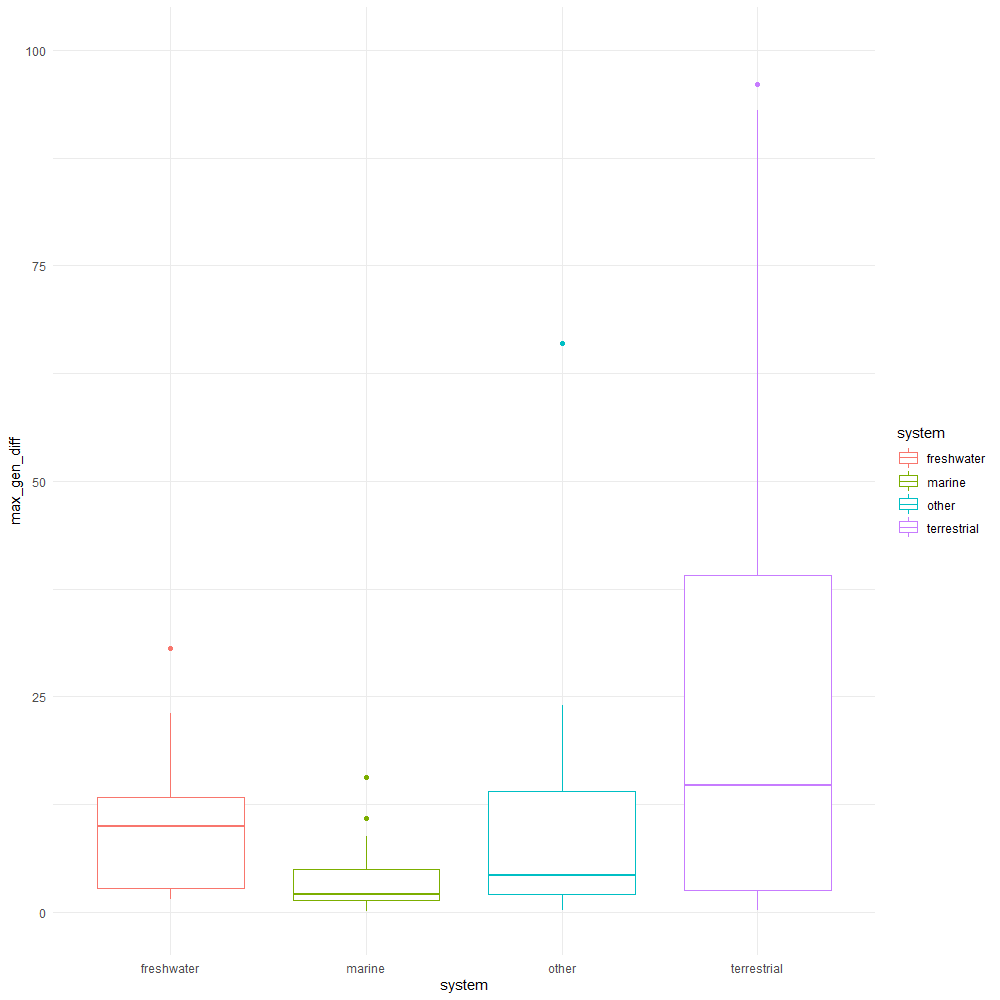 100
75
50
25
0
max_gen_diff
freshwater
marine
other
terrestrial
system
system
freshwater
marine
other
terrestrial